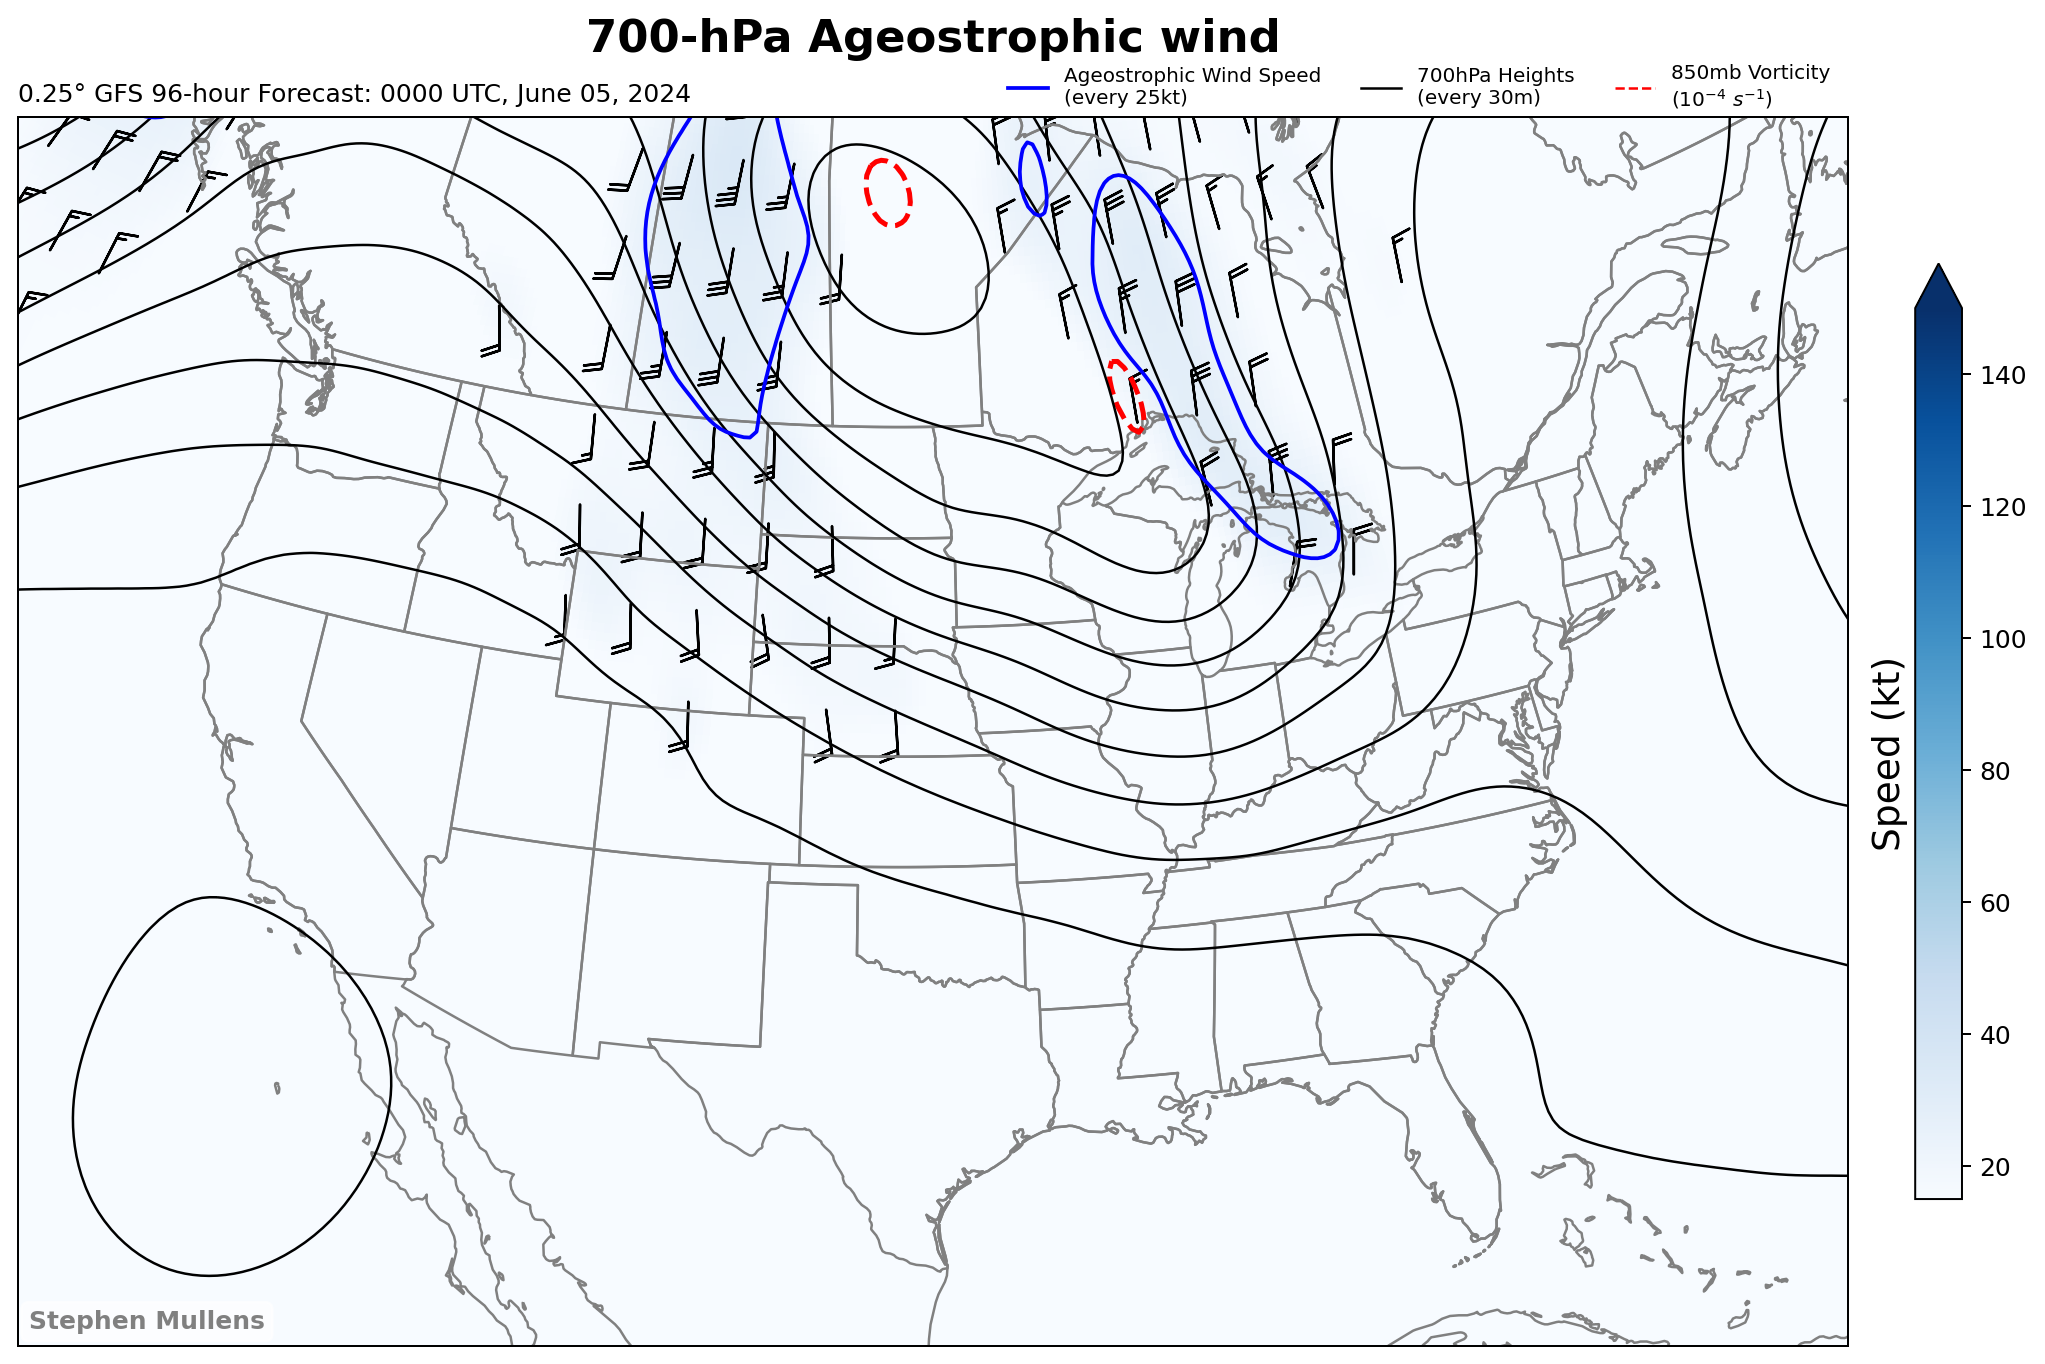 700-hPa Ageostrophic wind
0.25° GFS 96-hour Forecast: 0000 UTC, June 05, 2024
Ageostrophic Wind Speed
(every 25kt)
700hPa Heights
(every 30m)
850mb Vorticity
(10⁻⁴ s⁻¹)
140
120
100
80
60
40
20
Speed (kt)
Stephen Mullens